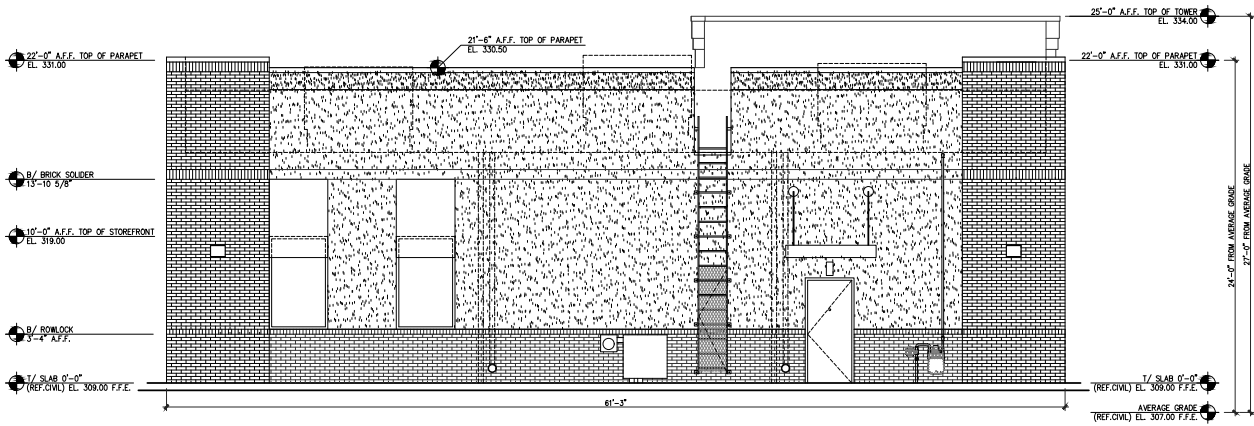 25'-0" A.F.F. TOP OF TOWER
EL. 334.00
21'-6" A.F.F. TOP OF PARAPET
EL. 330.50
22'-0" A.F.F. TOP OF PARAPET
EL. 331.00
22'-0" A.F.F. TOP OF PARAPET
EL. 331.00
B/ BRICK SOLIDER
13'-10 5/8"
10'-0" A.F.F. TOP OF STOREFRONT
EL. 319.00
24'-0" FROM AVERAGE GRADE
27'-0" FROM AVERAGE GRADE
B/ ROWLOCK
3'-4" A.F.F.
T/ SLAB 0'-0"
(REF.CIVIL) EL. 309.00 F.F.E.
T/ SLAB 0'-0"
(REF.CIVIL) EL. 309.00 F.F.E.
61'-3"
AVERAGE GRADE
(REF.CIVIL) EL. 307.00 F.F.E.